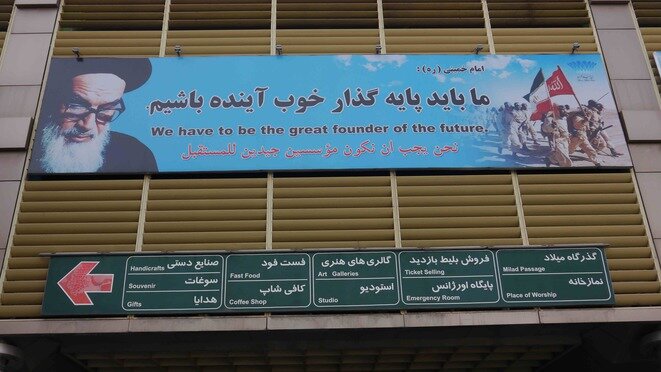 امام خمینی (ره):
ما باید پایه گذار خوب آینده باشیم.
We have to be the great founder of the future.
نحن يجب ان نكون مؤسسين جيدين للمستقبل
صنایع دستی
Handicrafts
سوغات
Souvenir
هدایا
Gifts
فست فود
Fast Food
کافی شاپ
Coffee Shop
گالری های هنری
Art Galleries
استودیو
Studio
فروش بلیط بازدید
Ticket Selling
پایگاه اورژانس
Emergency Room
گذرگاه میلاد
Milad Passage
نمازخانه
Place of Worship